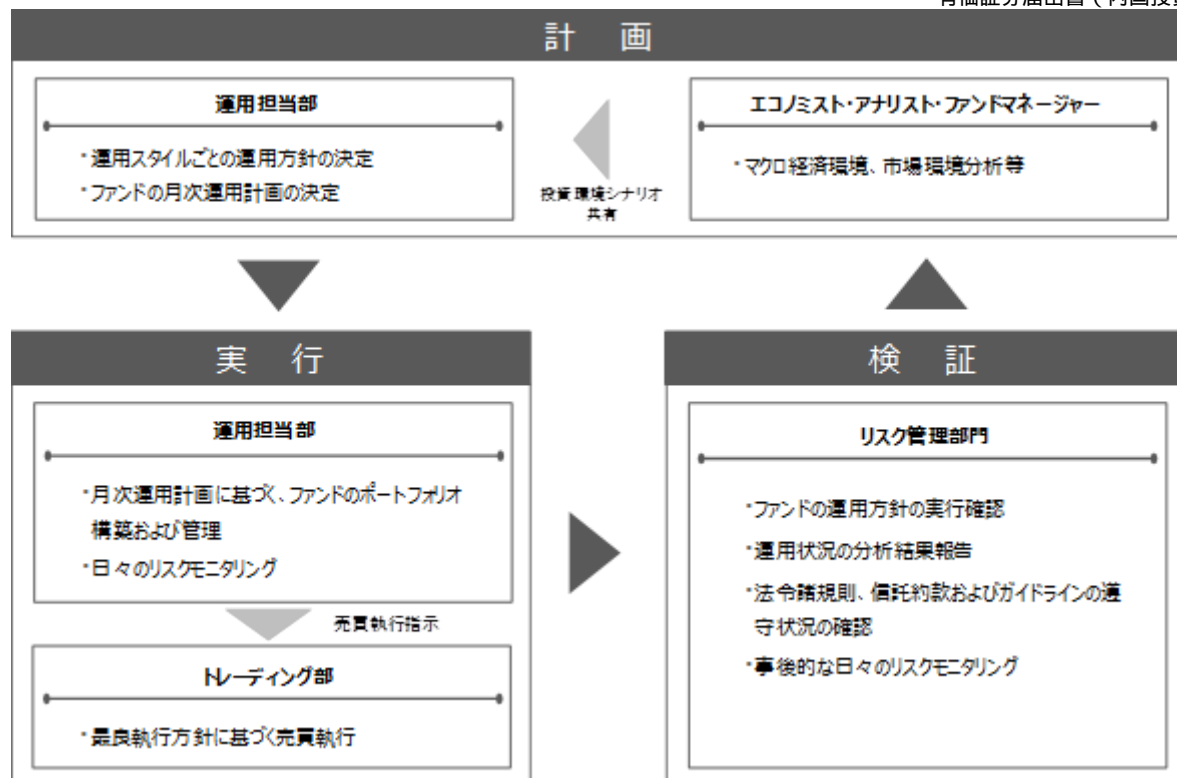 有価証券届出書（内国投資
計　画
運用担当部
・運用スタイルごとの運用方針の決定
・ファンドの月次運用計画の決定
投資環境シナリオ
共有
エコノミスト・アナリスト・ファンドマネージャー
・マクロ経済環境、市場環境分析等
実　行
運用担当部
・月次運用計画に基づく、ファンドのポートフォリオ
構築および管理
・日々のリスクモニタリング
売買執行指示
トレーディング部
・最良執行方針に基づく売買執行
検　証
リスク管理部門
・ファンドの運用方針の実行確認
・運用状況の分析結果報告
・法令諸規則、信託約款およびガイドラインの遵
守状況の確認
・事後的な日々のリスクモニタリング